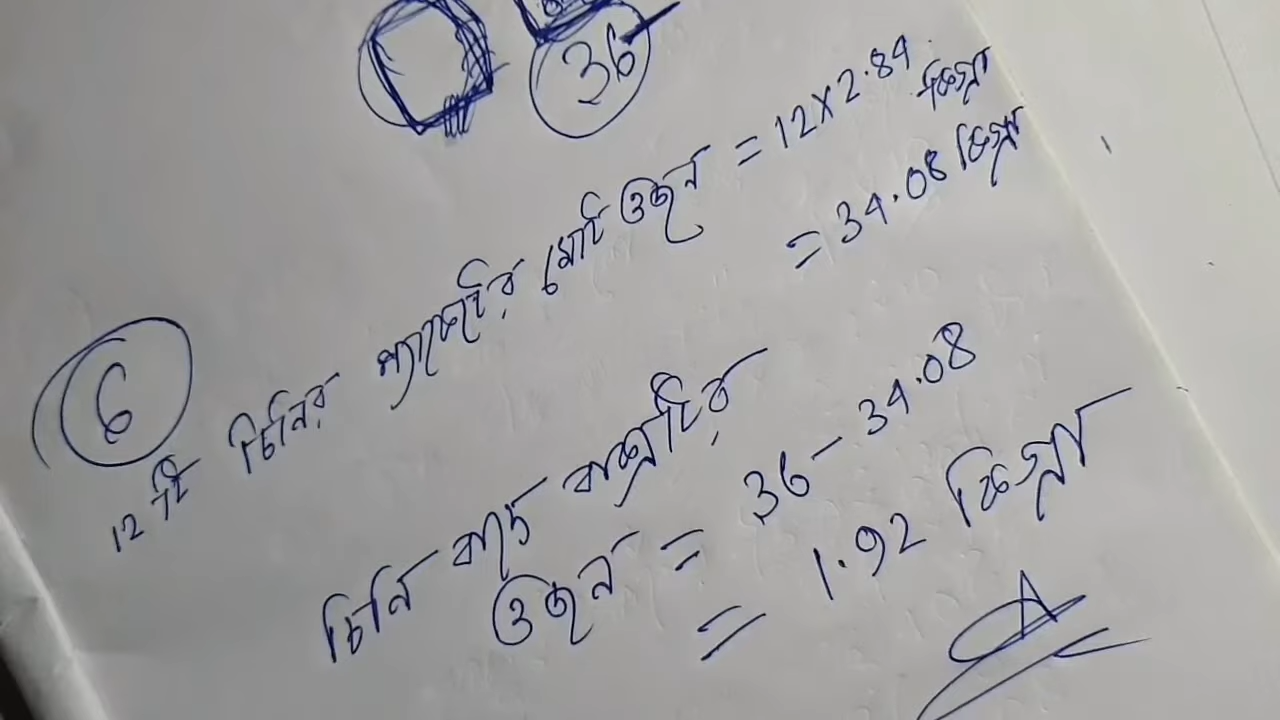 36
6
12 টি চিনির প্যাকেটের মোট ওজন = 12 × 2.84 কিগ্রা
= 34.08 কিগ্রা
চিনি বাদে বাক্সটির
ওজন = 36 - 34.08
= 1.92 কিগ্রা